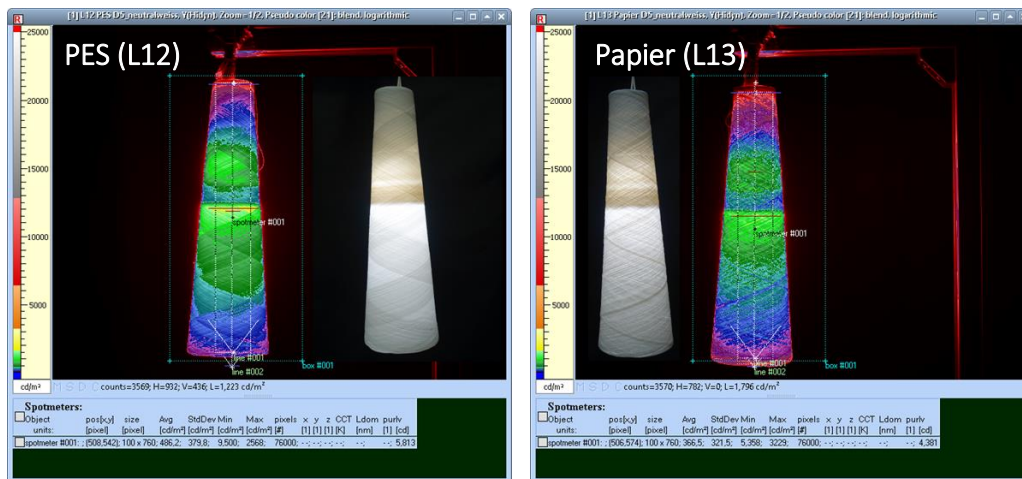 [1] L12 PES D5_neutralweiss, Y(Hidyn), Zoom =1/2, Pseudo color [21]: blend, logarithmic
PES (L12)
25000
20000
15000
10000
5000
spotmeter #001
line #001
line #002
box #001
cd/m²
M S D C counts=3569; H=932; V=436; L=1,223 cd/m²
Spotmeters:
Object pos[x,y] size Avg StdDev Min Max pixels x y z CCT Ldom purIv
units: [pixel] [pixel] [cd/m²] [cd/m²] [cd/m²] [cd/m²] [#] [1] [1] [1] [K] [nm] [1] [cd]
spotmeter #001: ; (508,542); 100 x 760; 486,2; 379,8; 9,500; 2568; 76000; --; --; --; --; --; --; 5,813
[1] L13 Papier D5_neutralweiss, Y(Hidyn), Zoom =1/2, Pseudo color [21]: blend, logarithmic
Papier (L13)
25000
20000
15000
10000
5000
spotmeter #001
line #001
line #002
box #001
cd/m²
M S D C counts=3570; H=782; V=0; L=1,796 cd/m²
Spotmeters:
Object pos[x,y] size Avg StdDev Min Max pixels x y z CCT Ldom purIv
units: [pixel] [pixel] [cd/m²] [cd/m²] [cd/m²] [cd/m²] [#] [1] [1] [1] [K] [nm] [1] [cd]
spotmeter #001: ; (506,574); 100 x 760; 366,5; 321,5; 5,358; 3229; 76000; --; --; --; --; --; --; 4,381